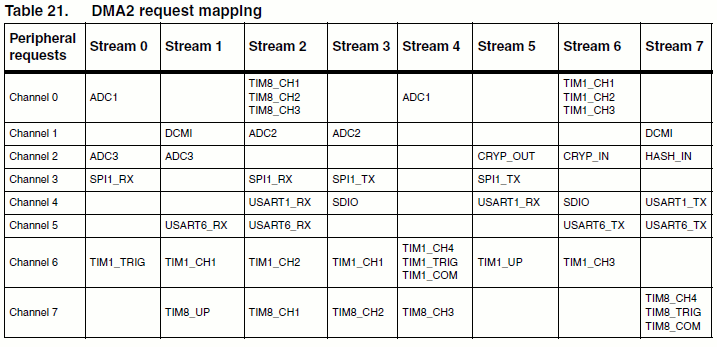 Table 21. DMA2 request mapping
Peripheral requests Stream 0 Stream 1 Stream 2 Stream 3 Stream 4 Stream 5 Stream 6 Stream 7
Channel 0 ADC1 TIM8_CH1 TIM8_CH2 TIM8_CH3 ADC1 TIM1_CH1 TIM1_CH2 TIM1_CH3
Channel 1 DCMI ADC2 ADC2 DCMI
Channel 2 ADC3 ADC3 CRYP_OUT CRYP_IN HASH_IN
Channel 3 SPI1_RX SPI1_RX SPI1_TX SPI1_TX
Channel 4 USART1_RX SDIO USART1_RX SDIO USART1_TX
Channel 5 USART6_RX USART6_RX USART6_TX USART6_TX
Channel 6 TIM1_TRIG TIM1_CH1 TIM1_CH2 TIM1_CH1 TIM1_CH4 TIM1_TRIG TIM1_COM TIM1_UP TIM1_CH3
Channel 7 TIM8_UP TIM8_CH1 TIM8_CH2 TIM8_CH3 TIM8_CH4 TIM8_TRIG TIM8_COM